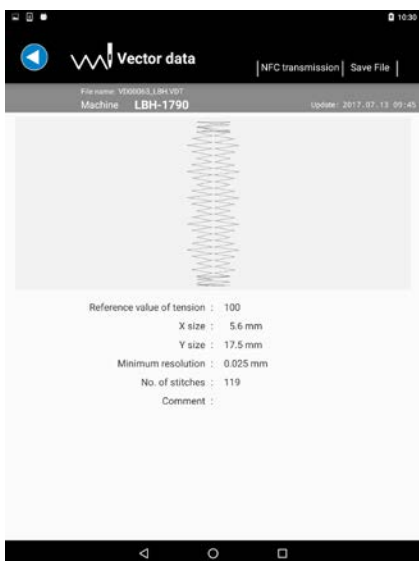 10:30
Vector data
NFC transmission
Save File
File name: VD00063_LBH.VDT
Machine LBH-1790
Update: 2017.07.13 09:45
Reference value of tension : 100
X size : 5.6 mm
Y size : 17.5 mm
Minimum resolution : 0.025 mm
No. of stitches : 119
Comment :